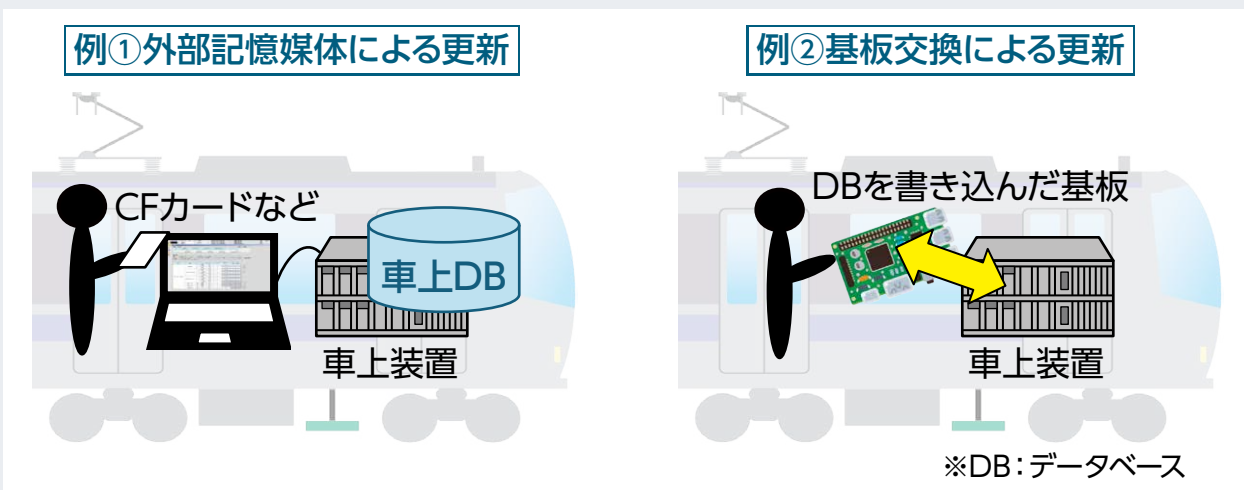 例①外部記憶媒体による更新
CFカードなど
車上DB
車上装置
例②基板交換による更新
DBを書き込んだ基板
車上装置
※DB：データベース